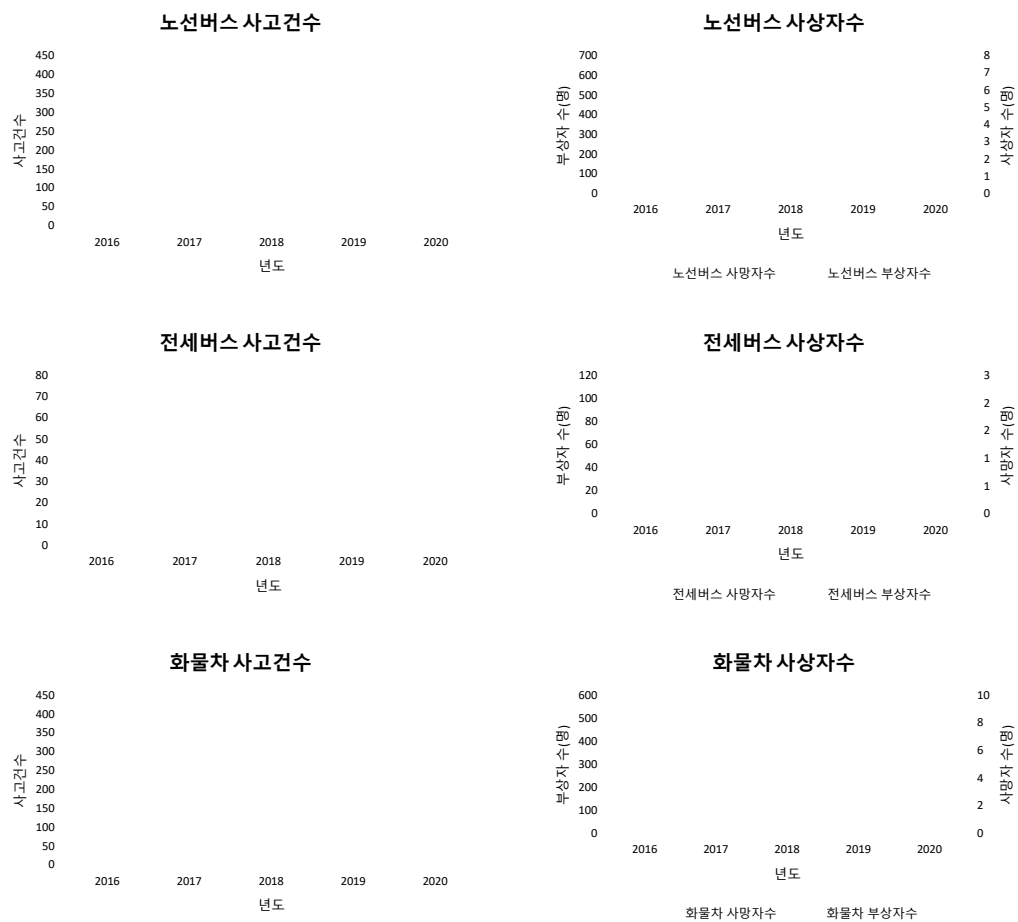 노선버스 사고건수
450
400
350
300
250
200
150
100
50
0
사고건수
2016 2017 2018 2019 2020
년도
노선버스 사상자수
700
600
500
400
300
200
100
0
부상자 수(명)
8
7
6
5
4
3
2
1
0
사상자 수(명)
2016 2017 2018 2019 2020
년도
노선버스 사망자수 노선버스 부상자수
전세버스 사고건수
80
70
60
50
40
30
20
10
0
사고건수
2016 2017 2018 2019 2020
년도
전세버스 사상자수
120
100
80
60
40
20
0
부상자 수(명)
3
2
2
1
1
0
사망자 수(명)
2016 2017 2018 2019 2020
년도
전세버스 사망자수 전세버스 부상자수
화물차 사고건수
450
400
350
300
250
200
150
100
50
0
사고건수
2016 2017 2018 2019 2020
년도
화물차 사상자수
600
500
400
300
200
100
0
부상자 수(명)
10
8
6
4
2
0
사망자 수(명)
2016 2017 2018 2019 2020
년도
화물차 사망자수 화물차 부상자수